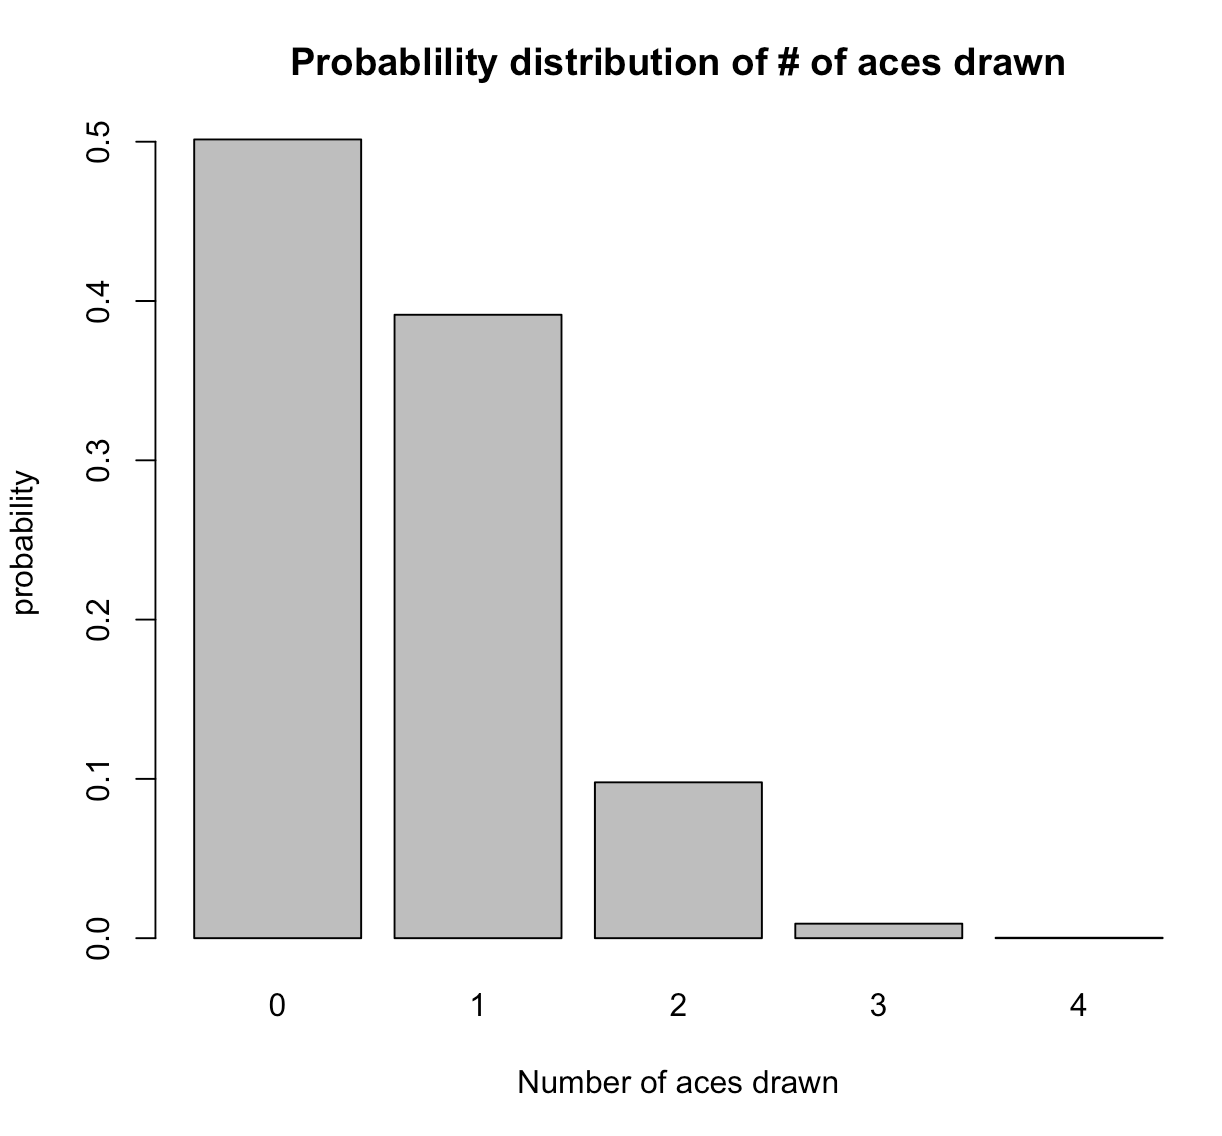 Probablility distribution of # of aces drawn
probability
0.5
0.4
0.3
0.2
0.1
0.0
0 1 2 3 4
Number of aces drawn